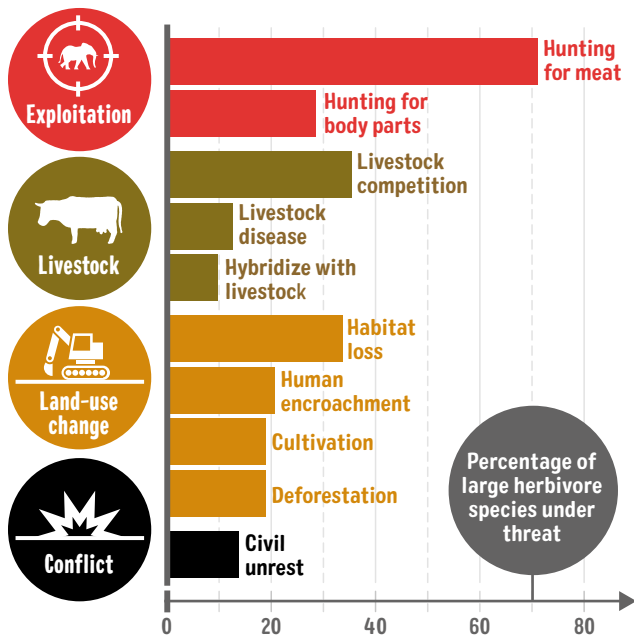 Exploitation
Hunting
for meat
Hunting for
body parts
Livestock
Livestock
competition
Livestock
disease
Hybridize with
livestock
Land-use
change
Habitat
loss
Human
encroachment
Cultivation
Deforestation
Conflict
Civil
unrest
Percentage of
large herbivore
species under
threat
0 20 40 60 80